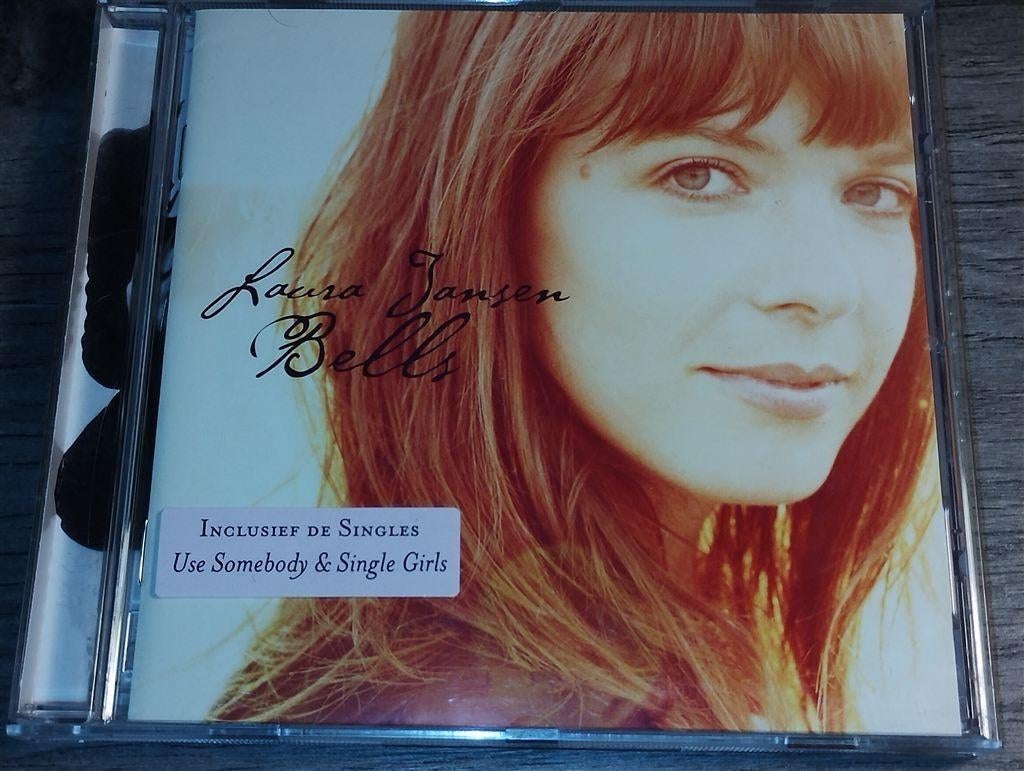 Laura Jansen
Bells
Inclusief de Singles
Use Somebody & Single Girls